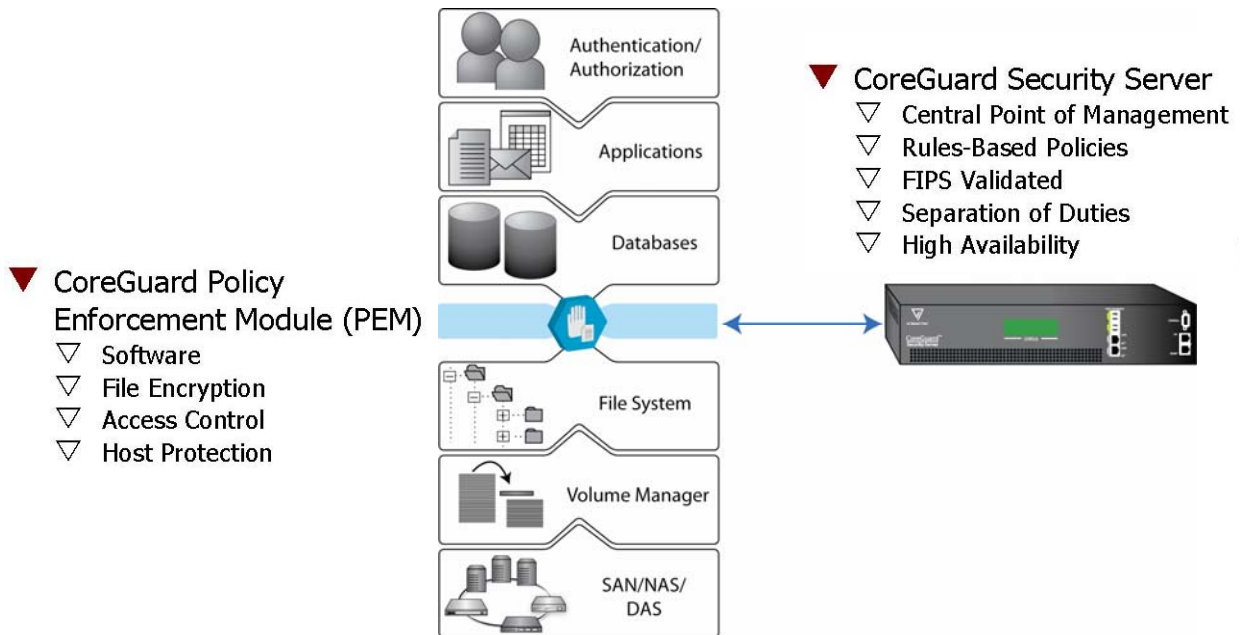 Authentication/
Authorization
Applications
Databases
File System
Volume Manager
SAN/NAS/
DAS
CoreGuard Policy
Enforcement Module (PEM)
Software
File Encryption
Access Control
Host Protection
CoreGuard Security Server
Central Point of Management
Rules-Based Policies
FIPS Validated
Separation of Duties
High Availability
CoreGuard